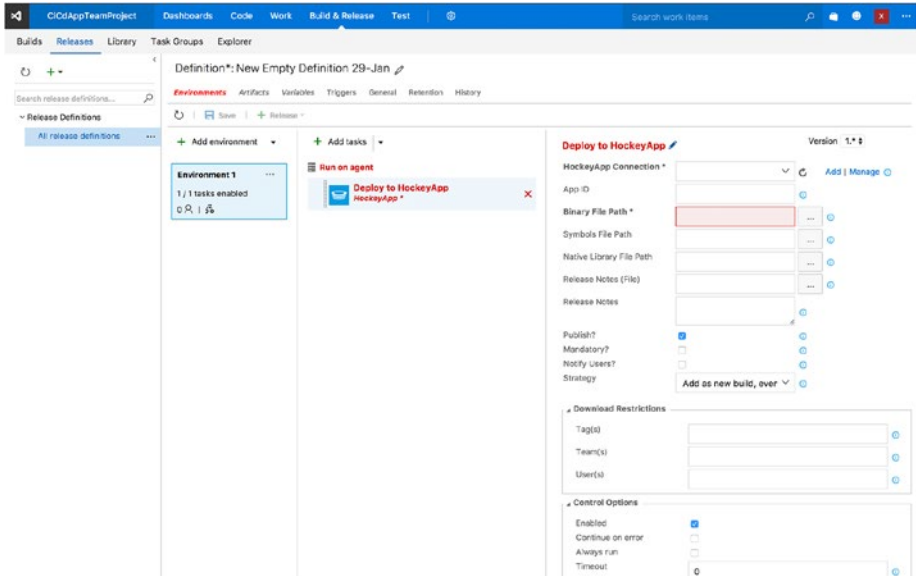 CiCdAppTeamProject Dashboards Code Work Build & Release Test Search work items X ...
Builds Releases Library Task Groups Explorer
Search release definitions...
Release Definitions
All release definitions ...
Definition*: New Empty Definition 29-Jan
Environments Artifacts Variables Triggers General Retention History
Save + Release
+ Add environment
Environment 1 ...
1 / 1 tasks enabled
0
+ Add tasks
Run on agent
Deploy to HockeyApp
HockeyApp *
Deploy to HockeyApp Version 1.*
HockeyApp Connection * Add | Manage
App ID
Binary File Path * ...
Symbols File Path ...
Native Library File Path ...
Release Notes (File) ...
Release Notes
Publish?
Mandatory?
Notify Users?
Strategy Add as new build, ever
Download Restrictions
Tag(s)
Team(s)
User(s)
Control Options
Enabled
Continue on error
Always run
Timeout 0